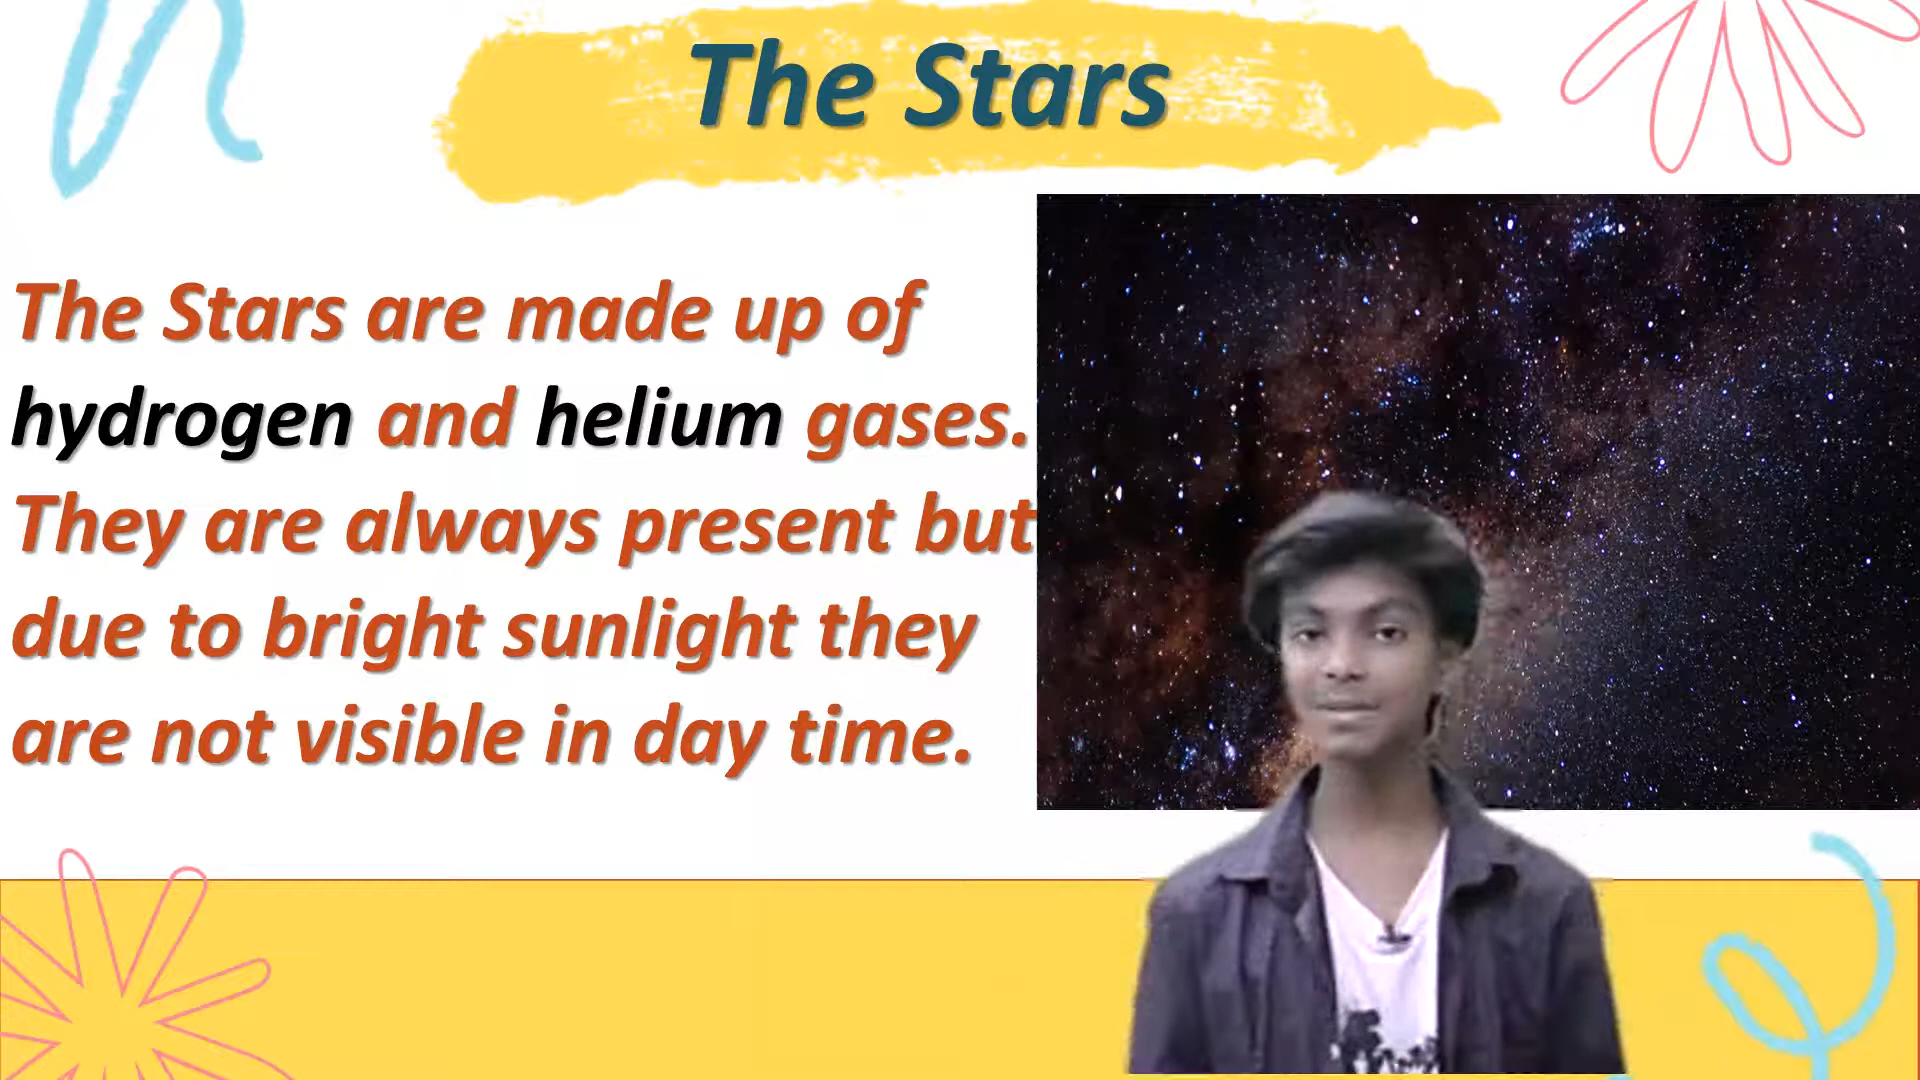 The Stars
The Stars are made up of
hydrogen and helium gases.
They are always present but
due to bright sunlight they
are not visible in day time.